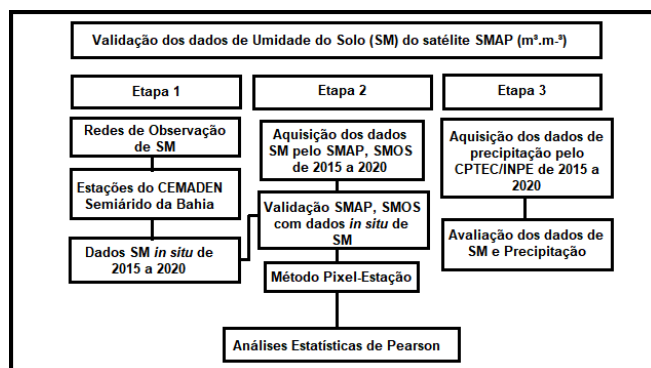 Validação dos dados de Umidade do Solo (SM) do satélite SMAP (m³.m-³)
Etapa 1
Redes de Observação
de SM
Estações do CEMADEN
Semiárido da Bahia
Dados SM in situ de
2015 a 2020
Etapa 2
Aquisição dos dados
SM pelo SMAP, SMOS
de 2015 a 2020
Validação SMAP, SMOS
com dados in situ de
SM
Método Pixel-Estação
Análises Estatísticas de Pearson
Etapa 3
Aquisição dos dados de
precipitação pelo
CPTEC/INPE de 2015 a
2020
Avaliação dos dados de
SM e Precipitação